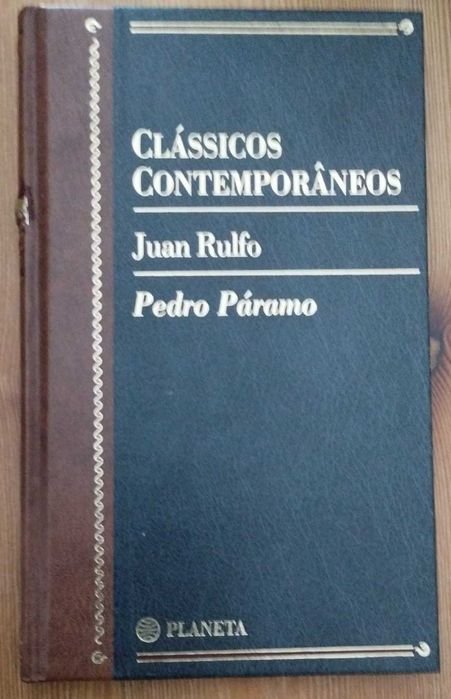 CLÁSSICOS
CONTEMPORÂNEOS
Juan Rulfo
Pedro Páramo
PLANETA